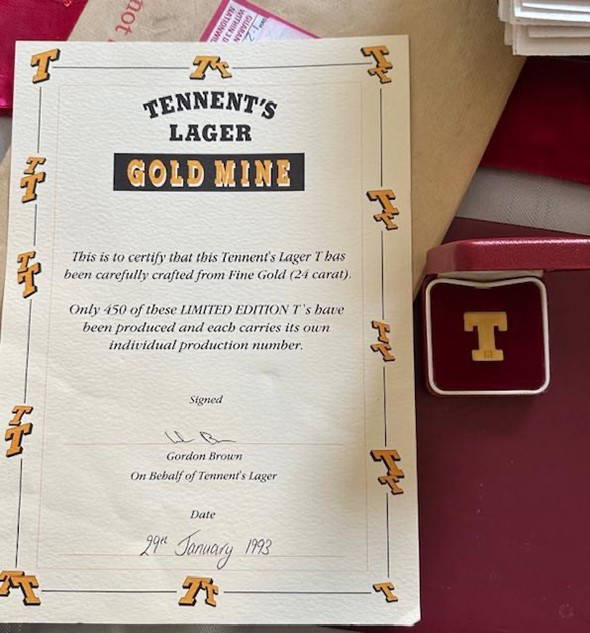 not
TENNENT'S
LAGER
GOLD MINE
This is to certify that this Tennent's Lager T has
been carefully crafted from Fine Gold (24 carat).
Only 450 of these LIMITED EDITION T's have
been produced and each carries its own
individual production number.
Signed
Gordon Brown
On Behalf of Tennent's Lager
Date
29th January 1993
T